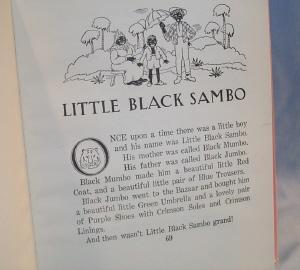 LITTLE BLACK SAMBO
ONCE upon a time there was a little boy
and his name was Little Black Sambo.
His mother was called Black Mumbo.
His father was called Black Jumbo.
Black Mumbo made him a beautiful little Red
Coat, and a beautiful little pair of Blue Trousers.
Black Jumbo went to the Bazaar and bought him
a beautiful little Green Umbrella and a lovely pair
of Purple Shoes with Crimson Soles and Crimson
Linings.
And then wasn't Little Black Sambo grand!
69